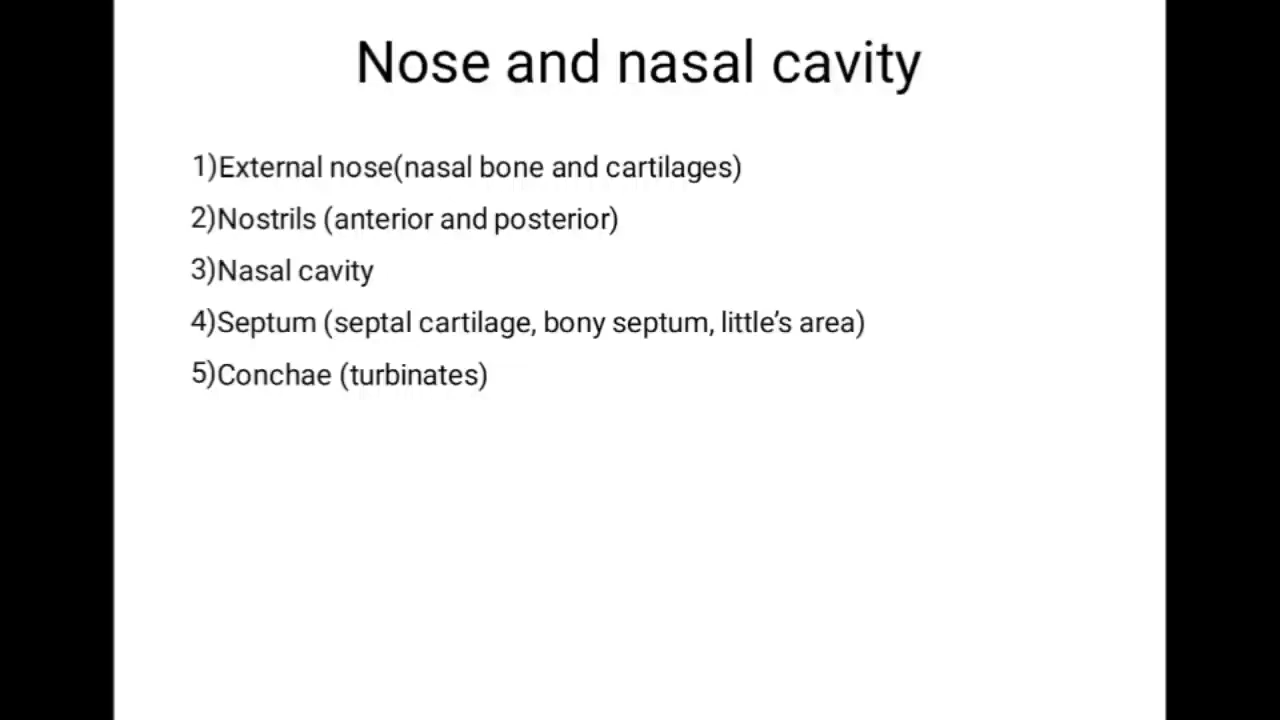 Nose and nasal cavity
1)External nose(nasal bone and cartilages)
2)Nostrils (anterior and posterior)
3)Nasal cavity
4)Septum (septal cartilage, bony septum, little’s area)
5)Conchae (turbinates)